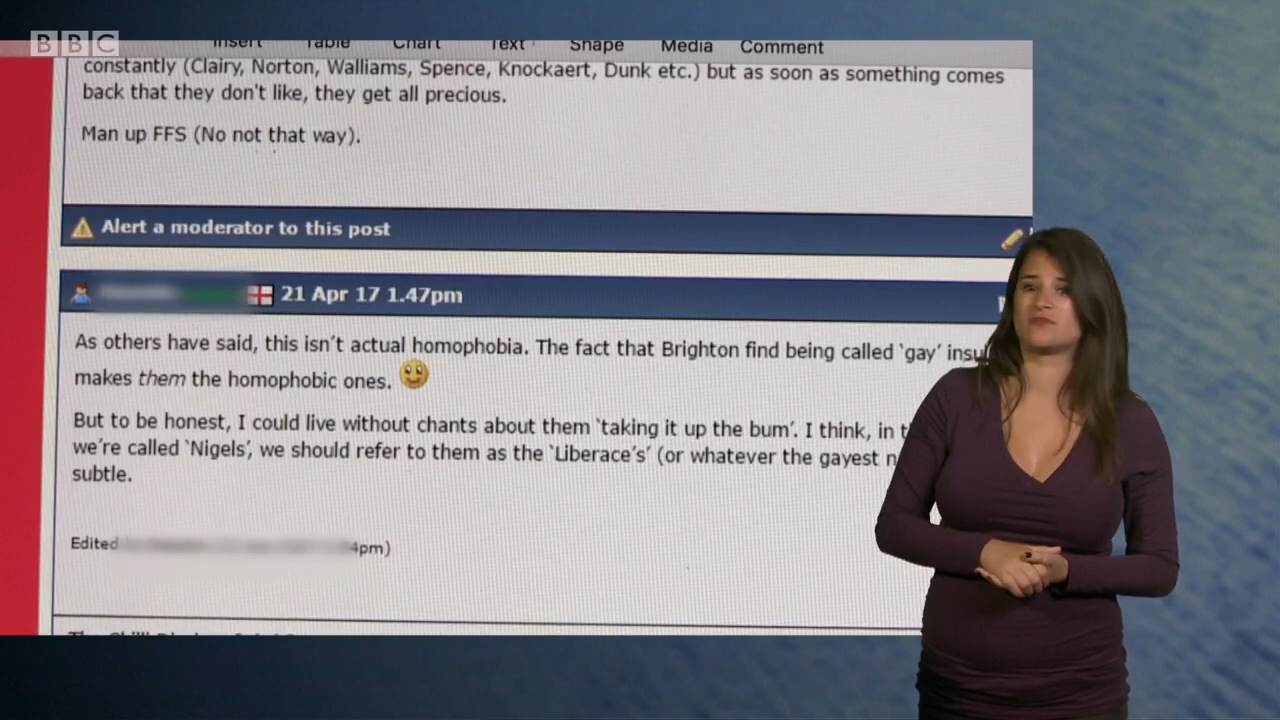 BBC
Insert Table Chart Text Shape Media Comment
constantly (Clairy, Norton, Walliams, Spence, Knockaert, Dunk etc.) but as soon as something comes
back that they don't like, they get all precious.
Man up FFS (No not that way).
Alert a moderator to this post
21 Apr 17 1.47pm
As others have said, this isn't actual homophobia. The fact that Brighton find being called 'gay' insu
makes them the homophobic ones.
But to be honest, I could live without chants about them 'taking it up the bum'. I think, in t
we're called 'Nigels', we should refer to them as the 'Liberace's' (or whatever the gayest n
subtle.
Edited 4pm)